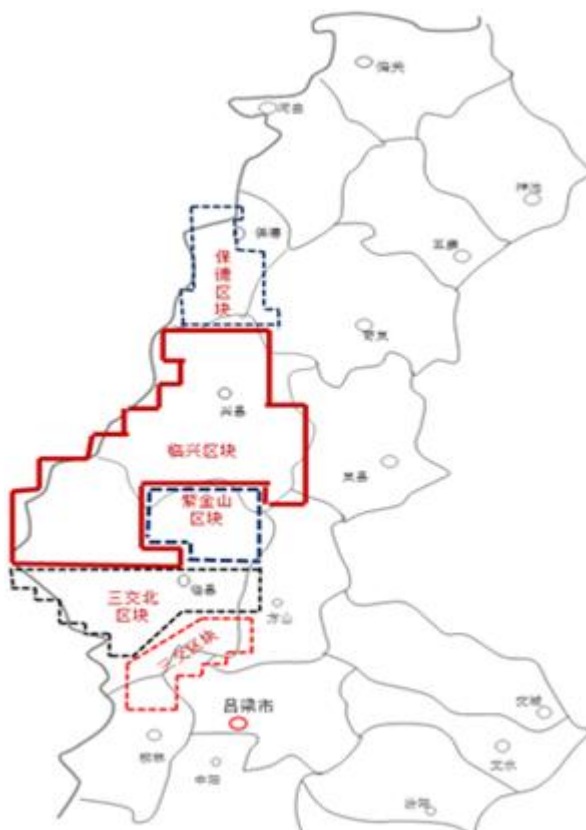 偏关
河曲
神池
保德
五寨
保
德
区
块
岢岚
兴县
临兴区块
岚县
紫金山
区块
临县
三交北
区块
方山
三交区块
吕梁市
交城
柳林
文水
中阳
汾阳